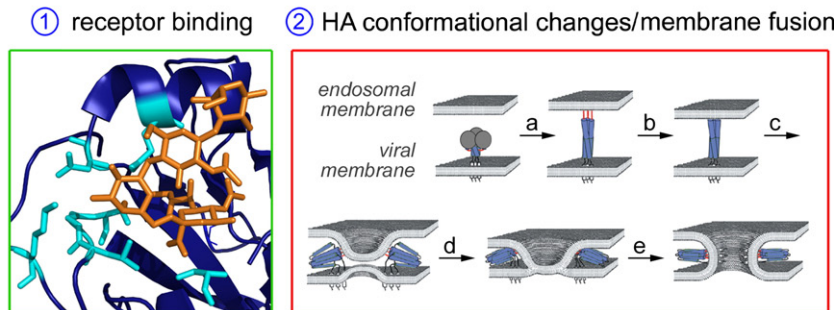 ① receptor binding
② HA conformational changes/membrane fusion
endosomal
membrane
viral
membrane
a
b
c
d
e